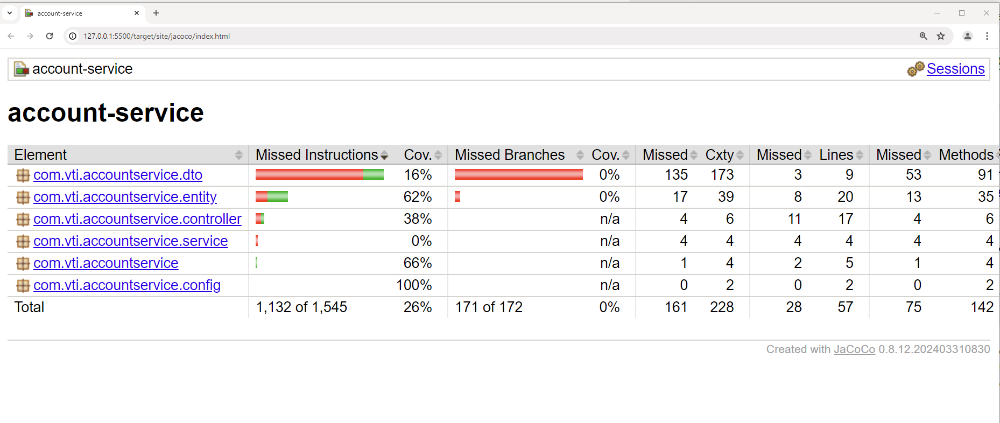 account-service
127.0.0.1:5500/target/site/jacoco/index.html
account-service Sessions
account-service
Element Missed Instructions Cov. Missed Branches Cov. Missed Cxty Missed Lines Missed Methods
com.vti.accountservice.dto 16% 0% 135 173 3 9 53 91
com.vti.accountservice.entity 62% 0% 17 39 8 20 13 35
com.vti.accountservice.controller 38% n/a 4 6 11 17 4 6
com.vti.accountservice.service 0% n/a 4 4 4 4 4 4
com.vti.accountservice 66% n/a 1 4 2 5 1 4
com.vti.accountservice.config 100% n/a 0 2 0 2 0 2
Total 1,132 of 1,545 26% 171 of 172 0% 161 228 28 57 75 142
Created with JaCoCo 0.8.12.202403310830